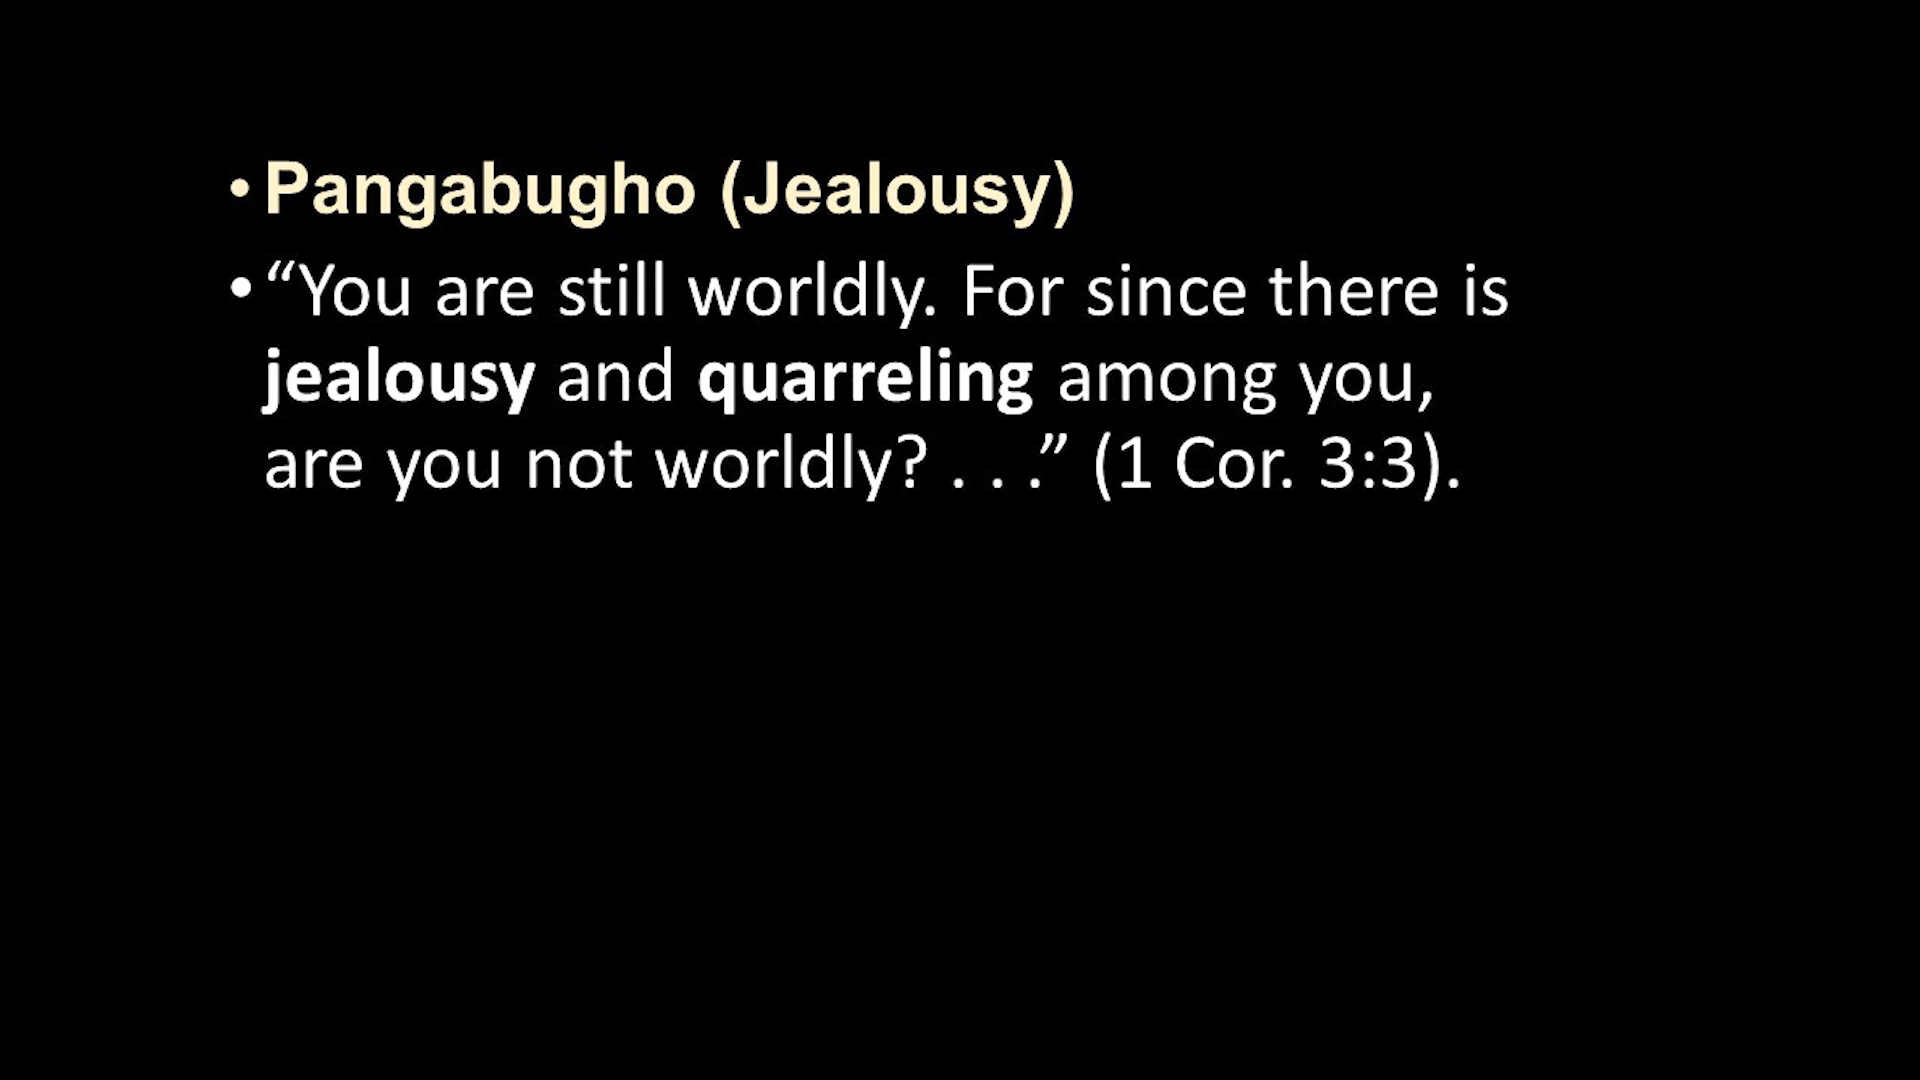 • Pangabugho (Jealousy)
• “You are still worldly. For since there is
jealousy and quarreling among you,
are you not worldly? . . .” (1 Cor. 3:3).